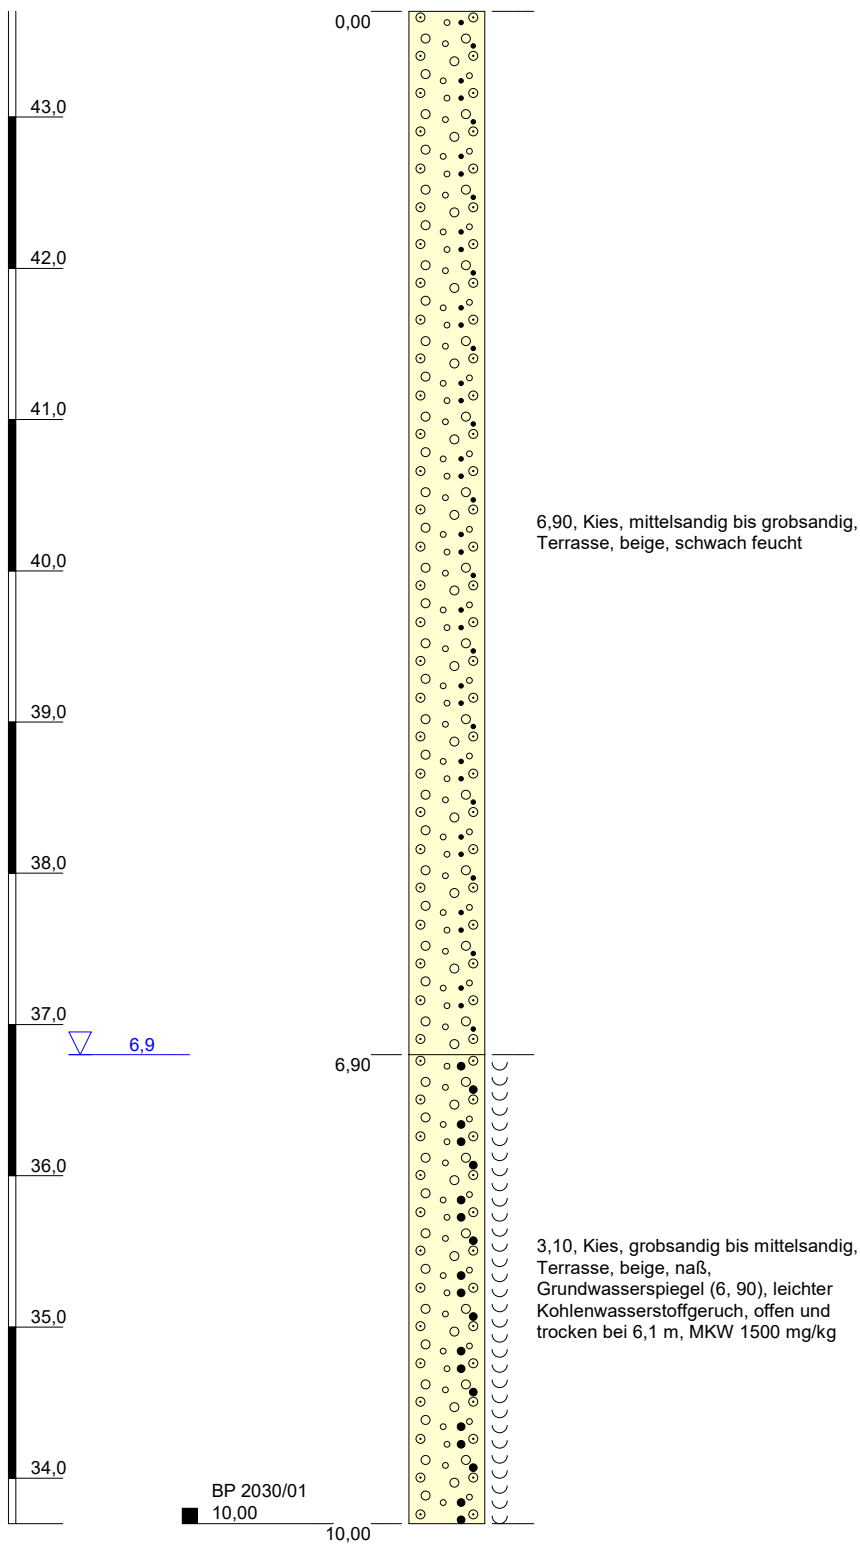 0,00
43,0
42,0
41,0
6,90, Kies, mittelsandig bis grobsandig,
Terrasse, beige, schwach feucht
40,0
39,0
38,0
37,0
6,9
6,90
36,0
3,10, Kies, grobsandig bis mittelsandig,
Terrasse, beige, naß,
Grundwasserspiegel (6, 90), leichter
Kohlenwasserstoffgeruch, offen und
trocken bei 6,1 m, MKW 1500 mg/kg
35,0
34,0
BP 2030/01
10,00
10,00